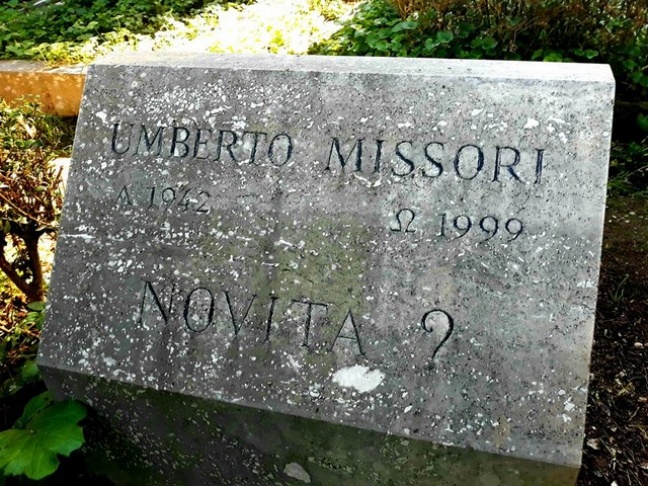 UMBERTO MISSORI
Α 1942 Ω 1999
NOVITA ?